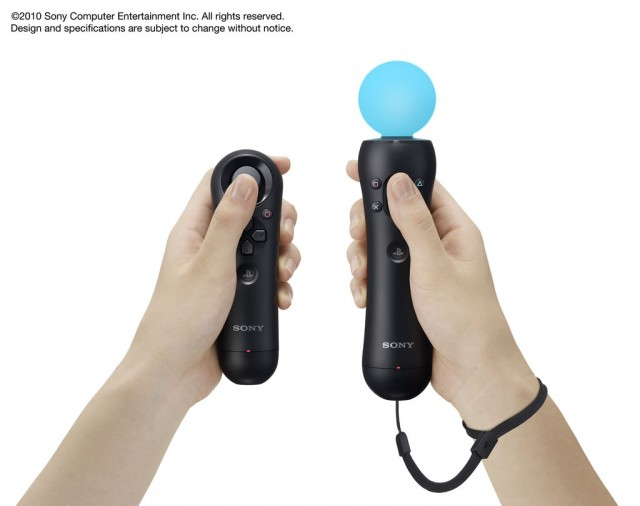 ©2010 Sony Computer Entertainment Inc. All rights reserved.
Design and specifications are subject to change without notice.
SONY
SONY